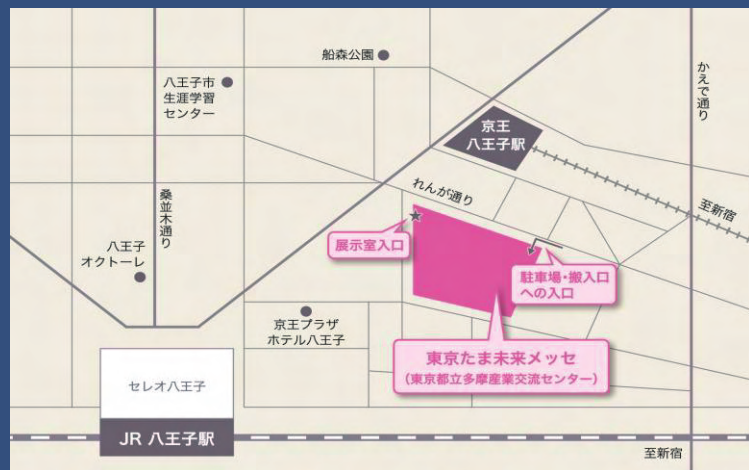 船森公園
八王子市
生涯学習
センター
かえで通り
京王
八王子駅
れんが通り
至新宿
桑並木通り
展示室入口
八王子
オクトーレ
駐車場・搬入口
への入口
京王プラザ
ホテル八王子
東京たま未来メッセ
(東京都立多摩産業交流センター)
セレオ八王子
JR 八王子駅
至新宿